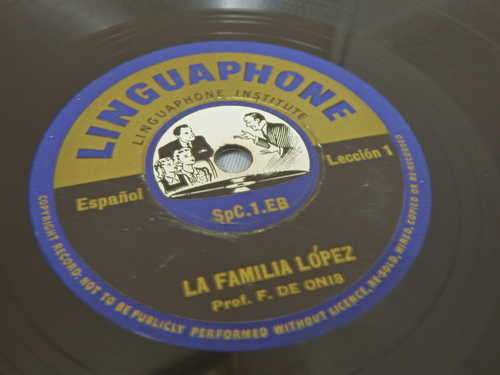 LINGUAPHONE
LINGUAPHONE INSTITUTE
Español
Lección 1
SpC.1.EB
LA FAMILIA LÓPEZ
Prof. F. DE ONIS
COPYRIGHT RECORD: NOT TO BE PUBLICLY PERFORMED WITHOUT LICENCE, RE-SOLD, HIRED, COPIED OR RE-RECORDED